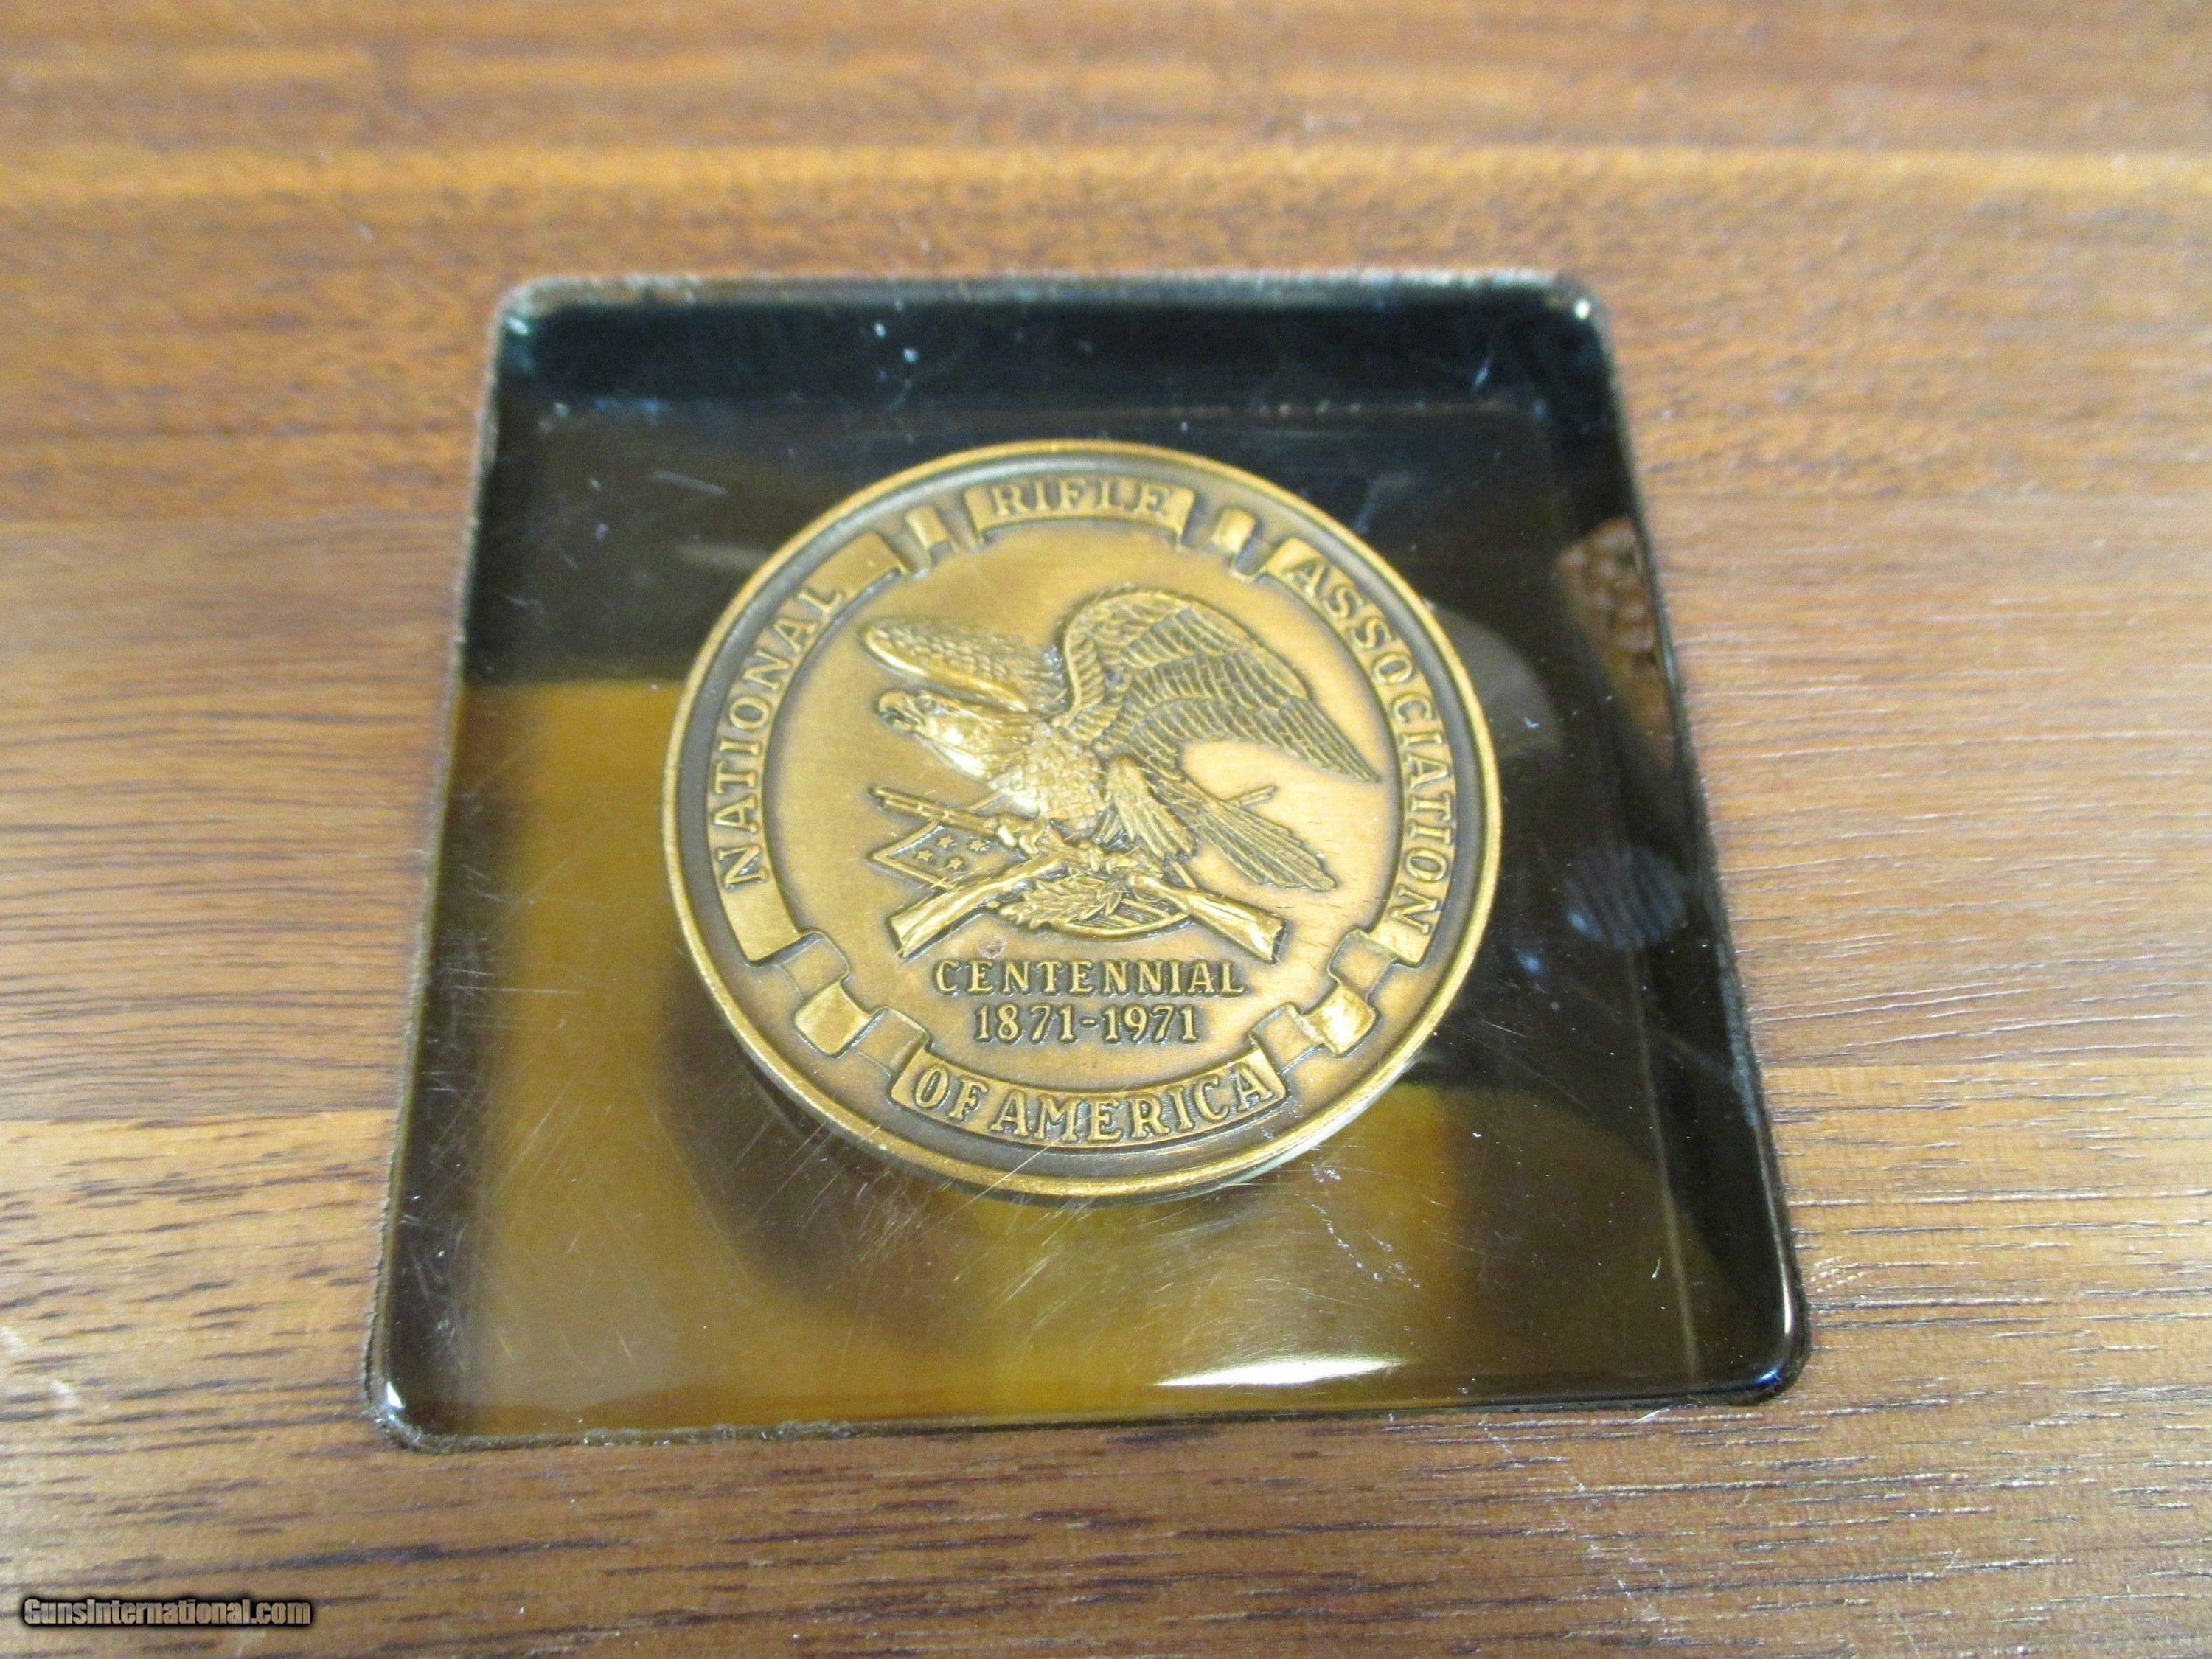 NATIONAL RIFLE ASSOCIATION
CENTENNIAL
1871-1971
OF AMERICA
GunsInternational.com